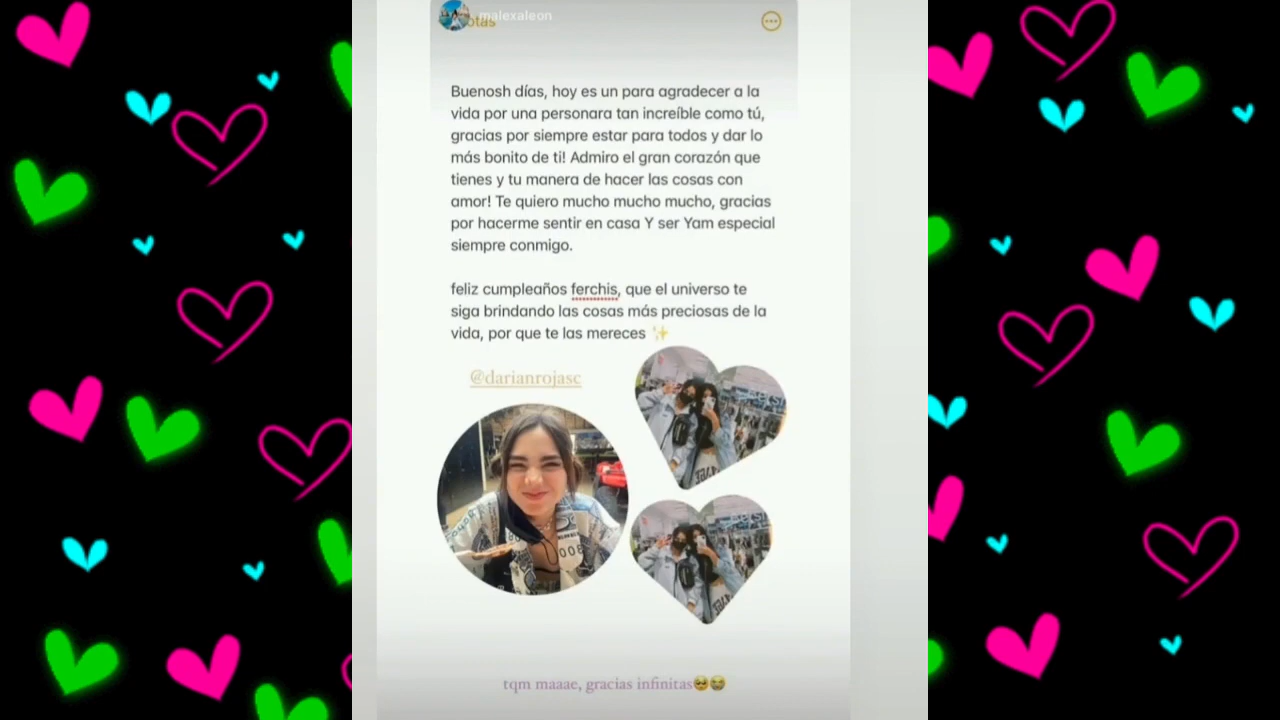 otas
malexaleon
Buenosh días, hoy es un para agradecer a la
vida por una personara tan increíble como tú,
gracias por siempre estar para todos y dar lo
más bonito de ti! Admiro el gran corazón que
tienes y tu manera de hacer las cosas con
amor! Te quiero mucho mucho mucho, gracias
por hacerme sentir en casa Y ser Yam especial
siempre conmigo.
feliz cumpleaños ferchis, que el universo te
siga brindando las cosas más preciosas de la
vida, por que te las mereces ✨
@darianrojasc
tqm maaae, gracias infinitas🥺😭